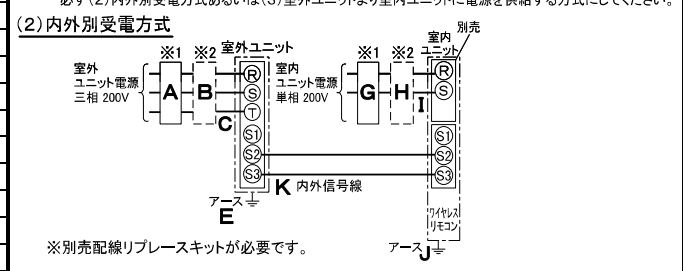 必ず(2)内外別受電方式あるいは(3)室外ユニットより室内ユニットに電源を供給する方式にしてください。
(2)内外別受電方式
※1 ※2 室外ユニット
※1 ※2 室内ユニット 別売
室外
ユニット電源
三相 200V
A B C
R
S
T
S1
S2
S3
室内
ユニット電源
単相 200V
G H I
R
S
S1
S2
S3
K 内外信号線
アース
E
ワイヤレス
リモコン
アース J
※別売配線リプレースキットが必要です。